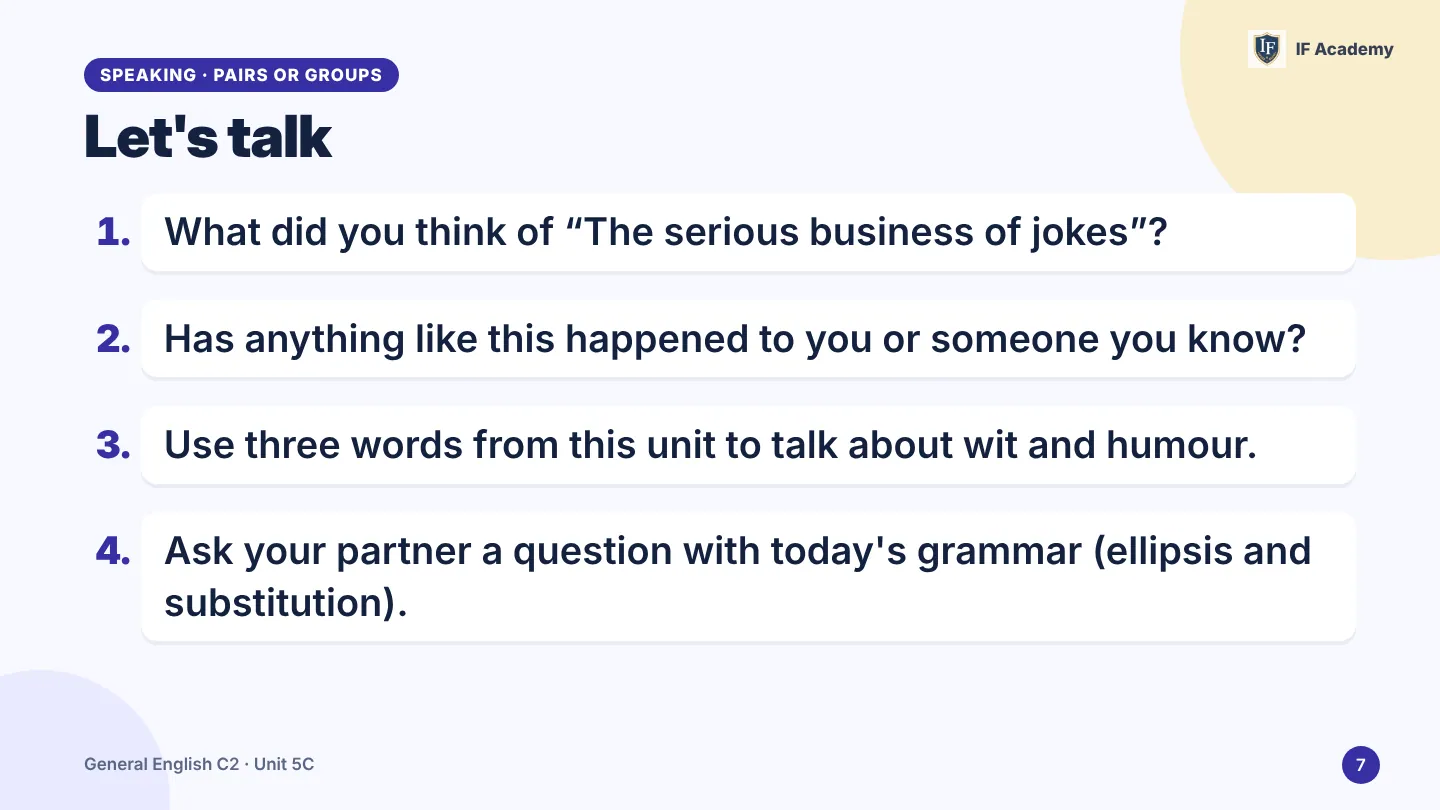 IF IF Academy
SPEAKING · PAIRS OR GROUPS
Let's talk
1. What did you think of “The serious business of jokes”?
2. Has anything like this happened to you or someone you know?
3. Use three words from this unit to talk about wit and humour.
4. Ask your partner a question with today's grammar (ellipsis and
substitution).
General English C2 · Unit 5C
7